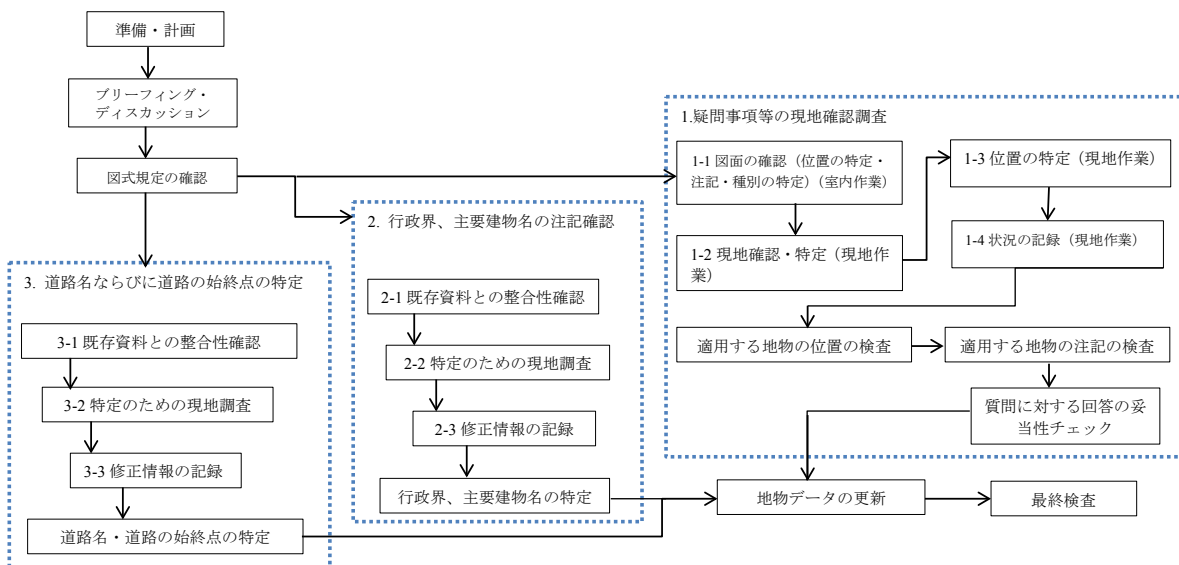 準備・計画
ブリーフィング・
ディスカッション
図式規定の確認
1.疑問事項等の現地確認調査
1-1 図面の確認（位置の特定・
注記・種別の特定）（室内作業）
1-2 現地確認・特定（現地作
業）
1-3 位置の特定（現地作業）
1-4 状況の記録（現地作業）
適用する地物の位置の検査
適用する地物の注記の検査
質問に対する回答の妥
当性チェック
2. 行政界、主要建物名の注記確認
2-1 既存資料との整合性確認
2-2 特定のための現地調査
2-3 修正情報の記録
行政界、主要建物名の特定
3. 道路名ならびに道路の始終点の特定
3-1 既存資料との整合性確認
3-2 特定のための現地調査
3-3 修正情報の記録
道路名・道路の始終点の特定
地物データの更新
最終検査